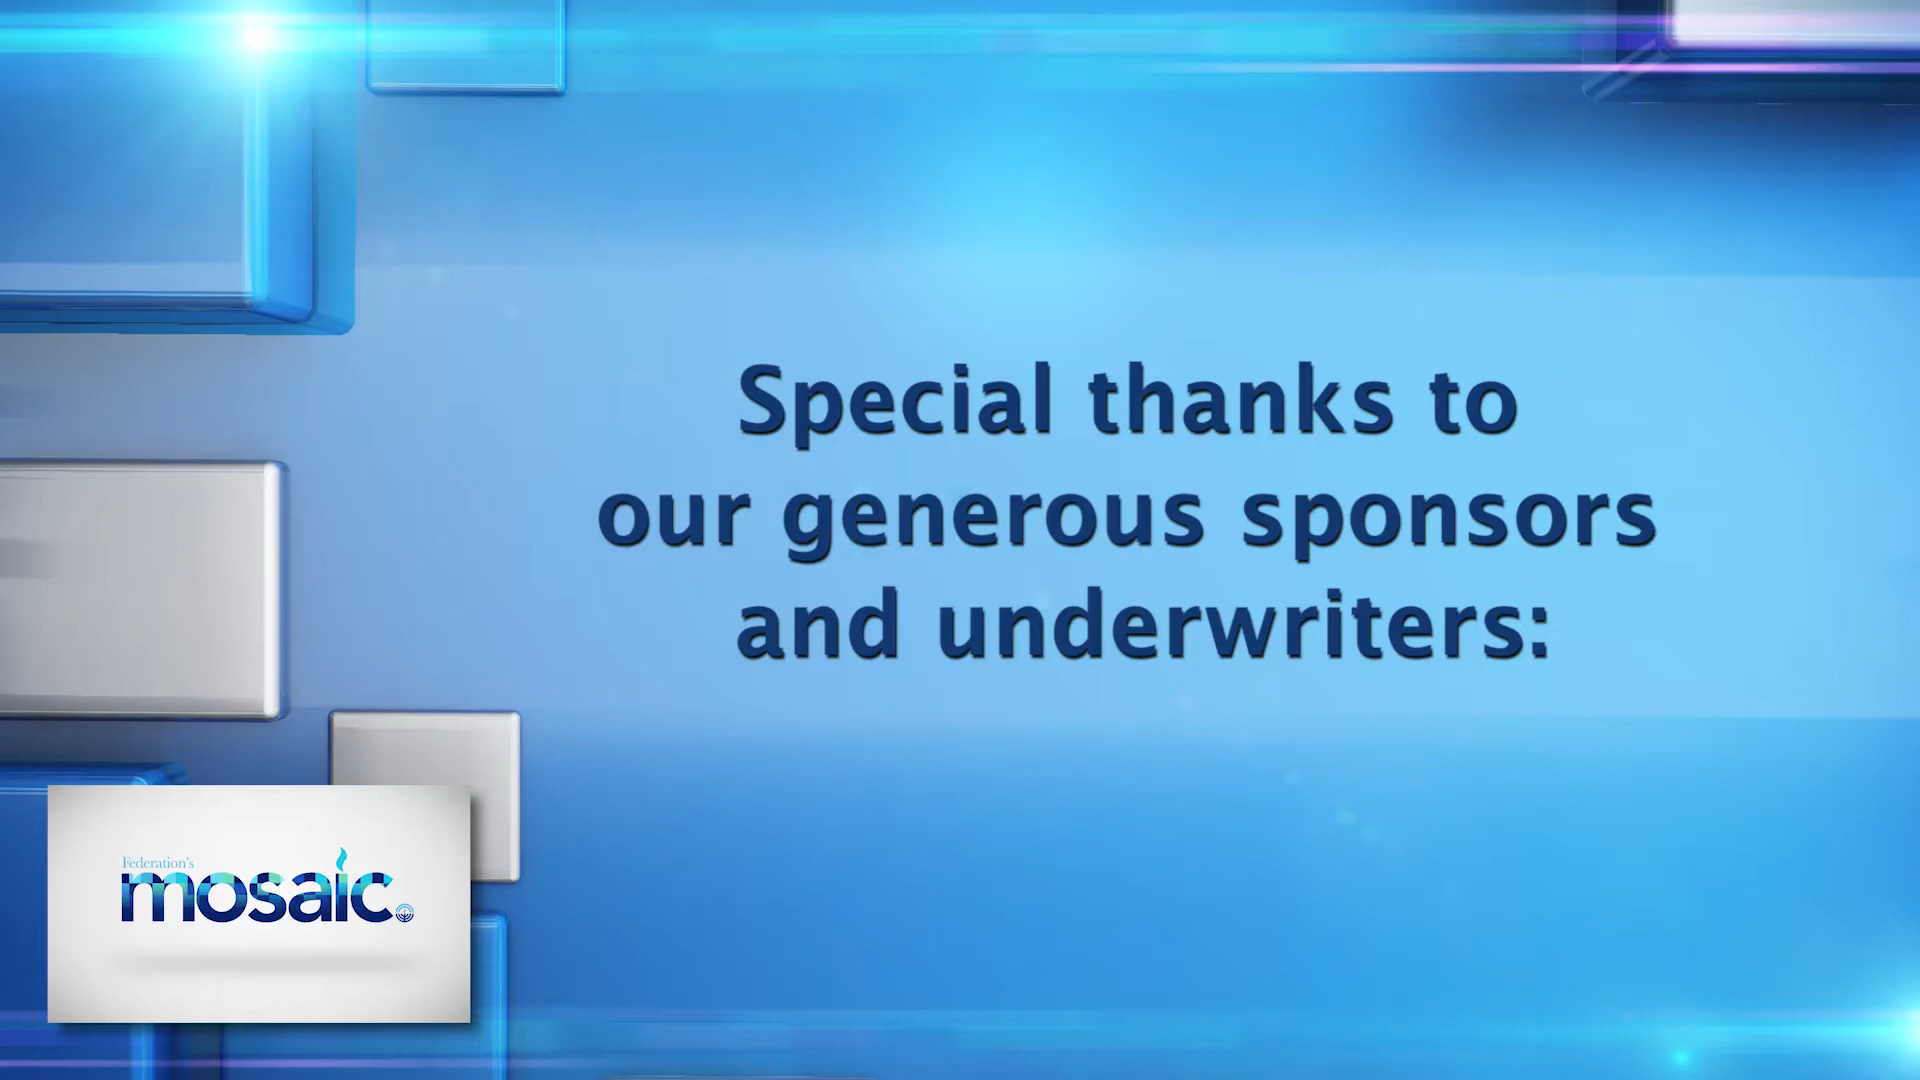 Special thanks to
our generous sponsors
and underwriters:
Federation's
mosaic